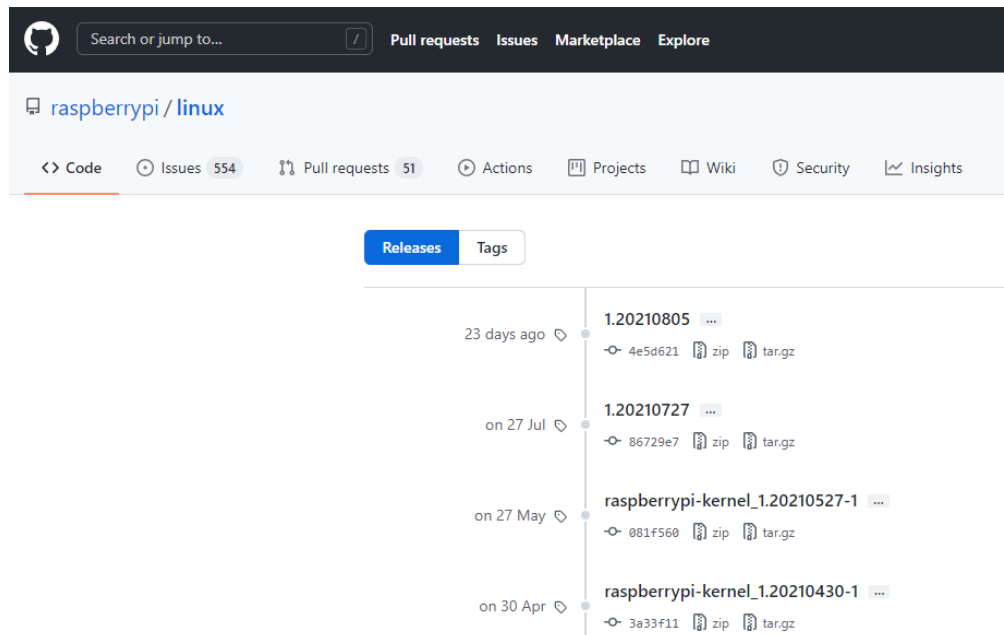 Search or jump to... / Pull requests Issues Marketplace Explore
raspberrypi / linux
<> Code Issues 554 Pull requests 51 Actions Projects Wiki Security Insights
Releases Tags
1.20210805 ...
23 days ago
4e5d621 zip tar.gz
1.20210727 ...
on 27 Jul
86729e7 zip tar.gz
raspberrypi-kernel_1.20210527-1 ...
on 27 May
081f560 zip tar.gz
raspberrypi-kernel_1.20210430-1 ...
on 30 Apr
3a33f11 zip tar.gz